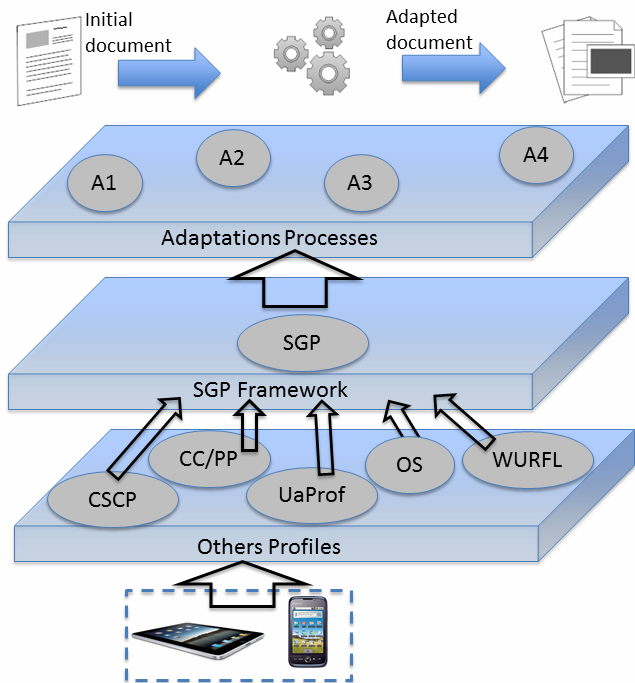 Initial
document
Adapted
document
A1
A2
A3
A4
Adaptations Processes
SGP
SGP Framework
CC/PP
OS
WURFL
CSCP
UaProf
Others Profiles